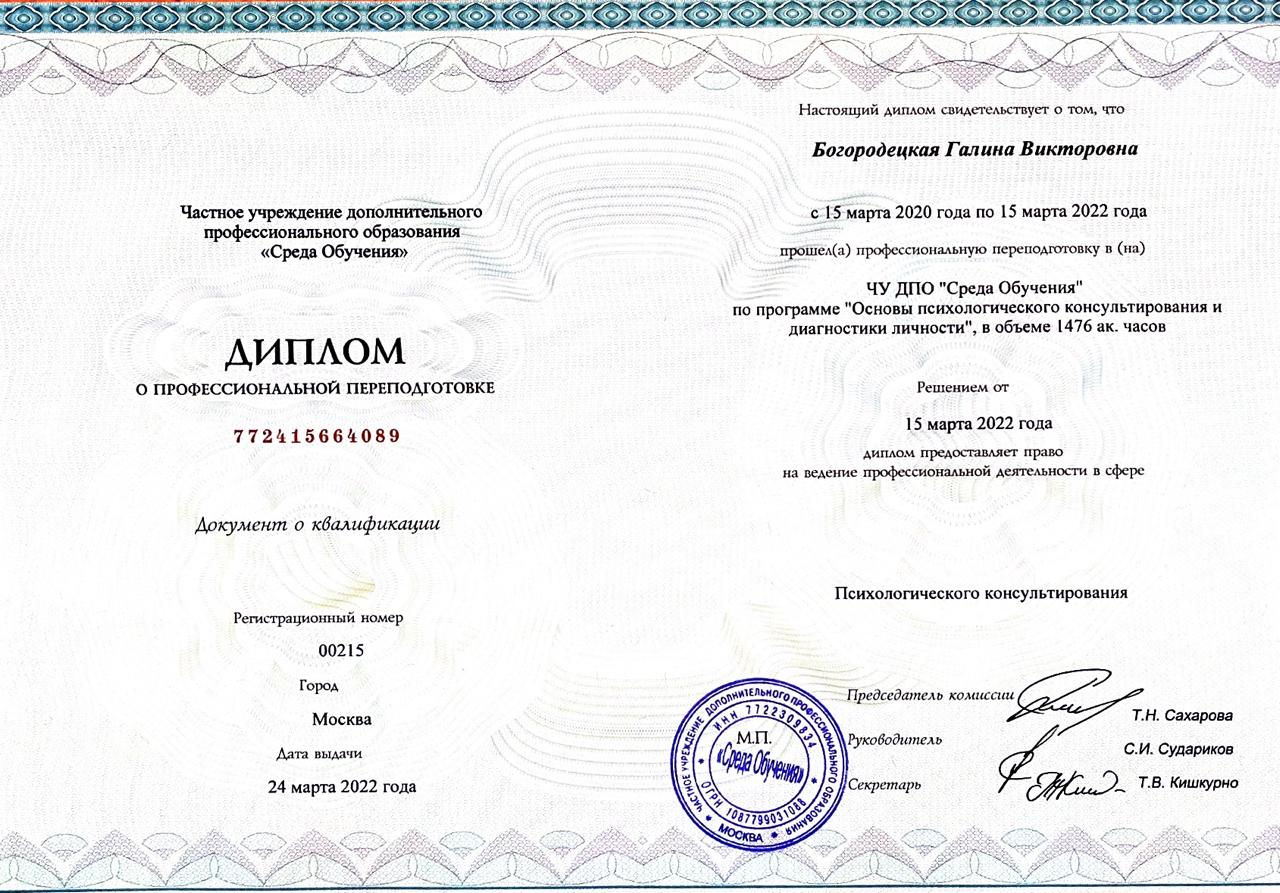 Частное учреждение дополнительного
профессионального образования
«Среда Обучения»
ДИПЛОМ
О ПРОФЕССИОНАЛЬНОЙ ПЕРЕПОДГОТОВКЕ
772415664089
Документ о квалификации
Регистрационный номер
00215
Город
Москва
Дата выдачи
24 марта 2022 года
Настоящий диплом свидетельствует о том, что
Богородецкая Галина Викторовна
с 15 марта 2020 года по 15 марта 2022 года
прошел(а) профессиональную переподготовку в (на)
ЧУ ДПО "Среда Обучения"
по программе "Основы психологического консультирования и
диагностики личности", в объеме 1476 ак. часов
Решением от
15 марта 2022 года
диплом предоставляет право
на ведение профессиональной деятельности в сфере
Психологического консультирования
Председатель комиссии
Т.Н. Сахарова
Руководитель
С.И. Судариков
Секретарь
Т.В. Кишкурно
М.П.
ЧАСТНОЕ УЧРЕЖДЕНИЕ ДОПОЛНИТЕЛЬНОГО ПРОФЕССИОНАЛЬНОГО ОБРАЗОВАНИЯ
ИНН 7722309834
«Среда Обучения»
ОГРН 1087799031088
МОСКВА